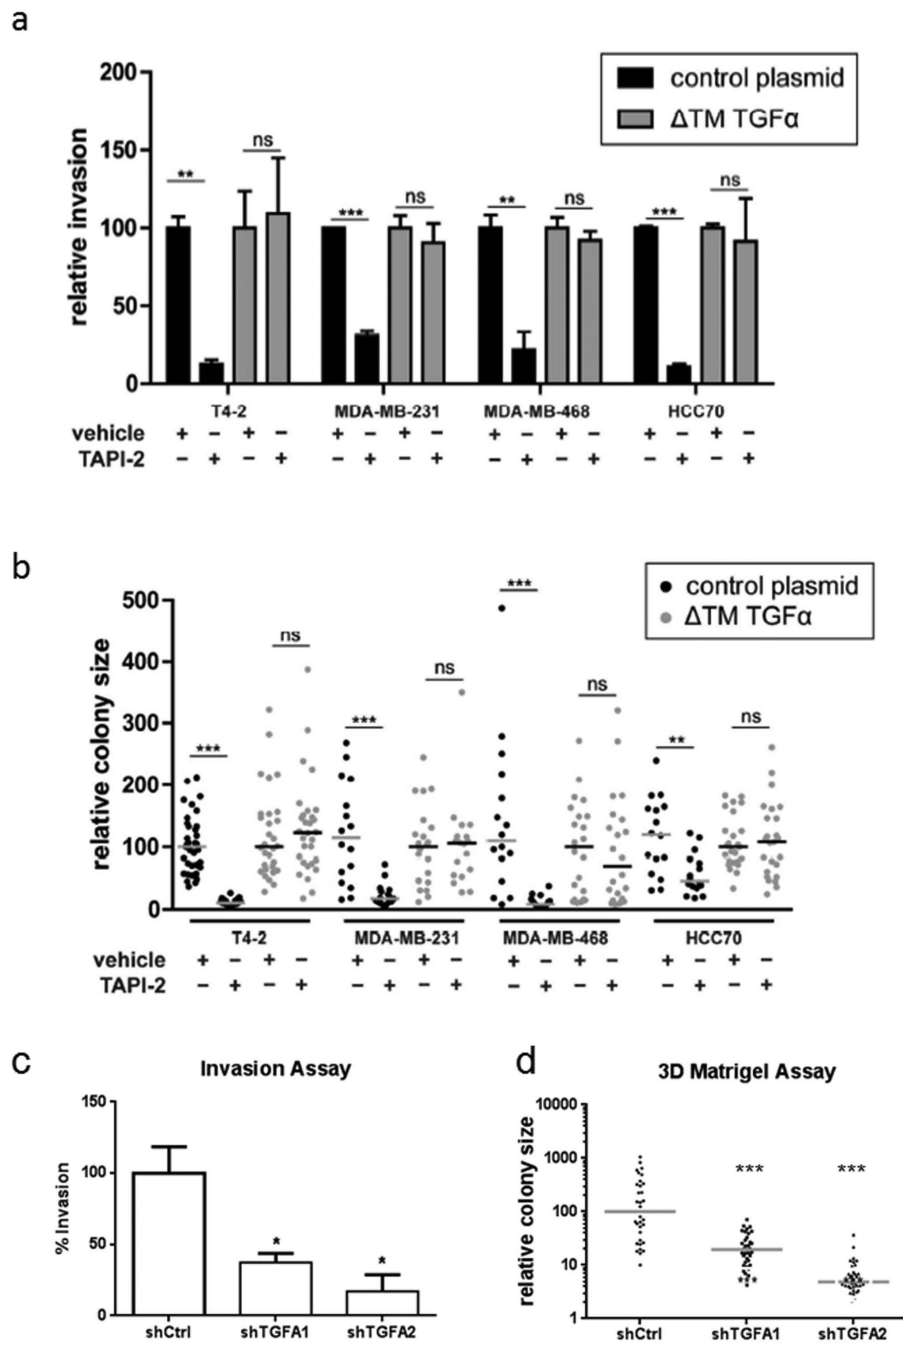 a
200
150
100
50
0
relative invasion
control plasmid
ΔTM TGFα
** ns *** ns ** ns *** ns
T4-2 MDA-MB-231 MDA-MB-468 HCC70
vehicle + – + – + – + – + – + – + – + –
TAPI-2 – + – + – + – + – + – + – + – +
b
500
400
300
200
100
0
relative colony size
control plasmid
ΔTM TGFα
*** ns *** ns *** ns ** ns
T4-2 MDA-MB-231 MDA-MB-468 HCC70
vehicle + – + – + – + – + – + – + – + –
TAPI-2 – + – + – + – + – + – + – + – +
c
Invasion Assay
150
100
50
0
% Invasion
* *
shCtrl shTGFA1 shTGFA2
d
3D Matrigel Assay
10000
1000
100
10
1
relative colony size
*** ***
***
shCtrl shTGFA1 shTGFA2